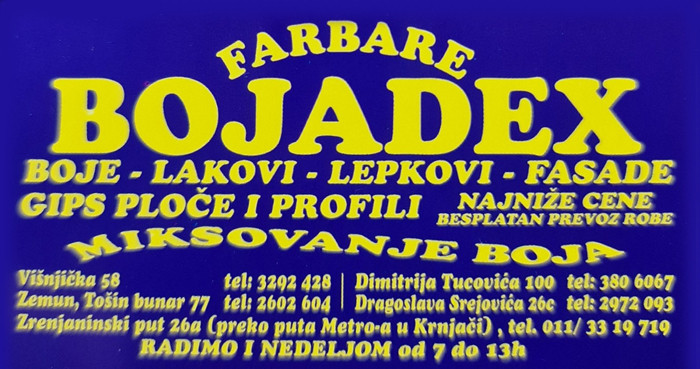 FARBARE
BOJADEX
BOJE - LAKOVI - LEPKOVI - FASADE
GIPS PLOČE I PROFILI
NAJNIŽE CENE
BESPLATAN PREVOZ ROBE
MIKSOVANJE BOJA
Višnjička 58 tel: 3292 428 | Dimitrija Tucovića 100 tel: 380 6067
Zemun, Tošin bunar 77 tel: 2602 604 | Dragoslava Srejovića 26c tel: 2972 093
Zrenjaninski put 26a (preko puta Metro-a u Krnjači) , tel. 011/ 33 19 719
RADIMO I NEDELJOM od 7 do 13h